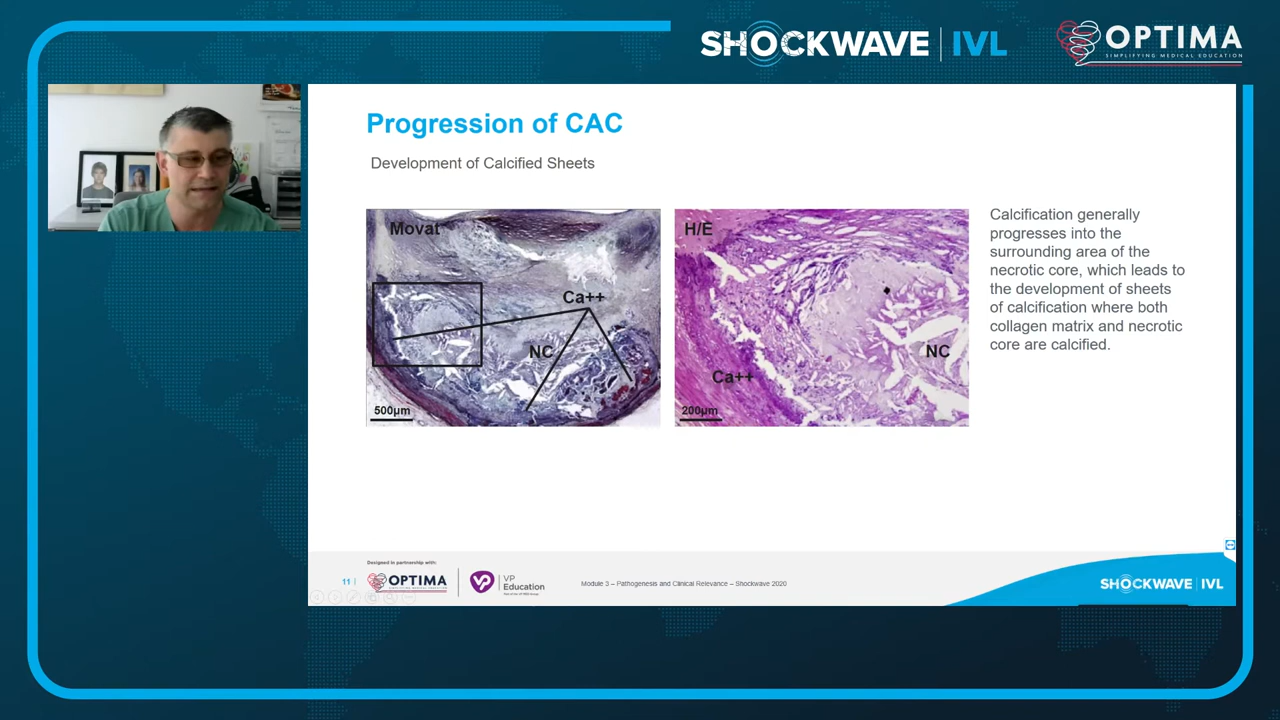 SHOCKWAVE | IVL
OPTIMA
SIMPLIFYING MEDICAL EDUCATION
Progression of CAC
Development of Calcified Sheets
Movat
Ca++
NC
500µm
H/E
NC
Ca++
200µm
Calcification generally
progresses into the
surrounding area of the
necrotic core, which leads to
the development of sheets
of calcification where both
collagen matrix and necrotic
core are calcified.
Designed in partnership with:
11 |
OPTIMA
VP
Education
Module 3 – Pathogenesis and Clinical Relevance – Shockwave 2020
SHOCKWAVE | IVL